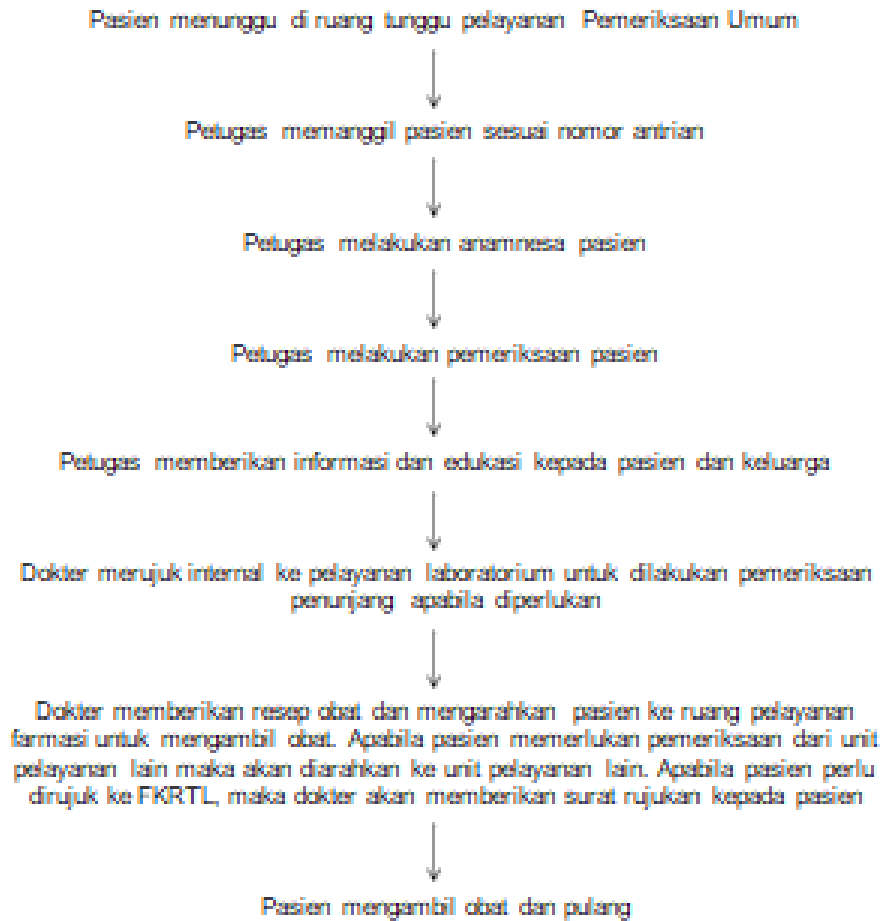 Pasien menunggu di ruang tunggu pelayanan Pemeriksaan Umum
Petugas memanggil pasien sesuai nomor antrian
Petugas melakukan anamnesa pasien
Petugas melakukan pemeriksaan pasien
Petugas memberikan informasi dan edukasi kepada pasien dan keluarga
Dokter merujuk internal ke pelayanan laboratorium untuk dilakukan pemeriksaan
penunjang apabila diperlukan
Dokter memberikan resep obat dan mengarahkan pasien ke ruang pelayanan
farmasi untuk mengambil obat. Apabila pasien memerlukan pemeriksaan dari unit
pelayanan lain maka akan diarahkan ke unit pelayanan lain. Apabila pasien perlu
dirujuk ke FKRTL, maka dokter akan memberikan surat rujukan kepada pasien
Pasien mengambil obat dan pulang